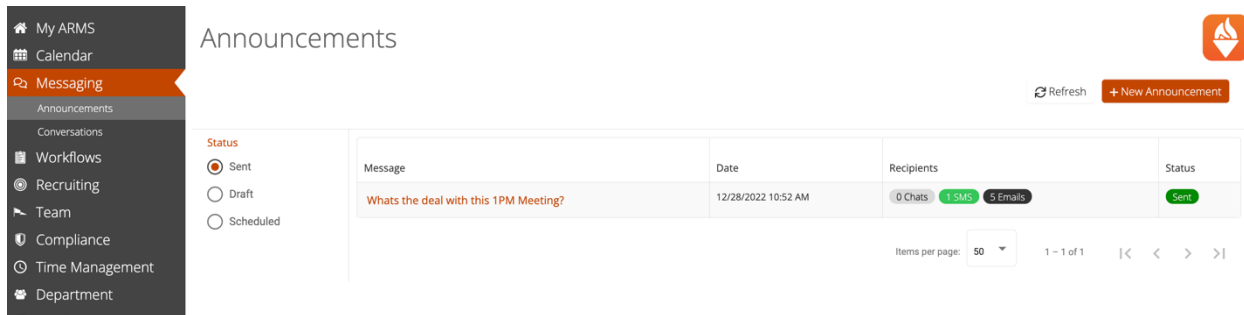 My ARMS
Calendar
Messaging
Announcements
Conversations
Workflows
Recruiting
Team
Compliance
Time Management
Department
Announcements
Refresh
+ New Announcement
Status
Sent
Draft
Scheduled
Message Date Recipients Status
Whats the deal with this 1PM Meeting? 12/28/2022 10:52 AM 0 Chats 1 SMS 5 Emails Sent
Items per page: 50 1 – 1 of 1